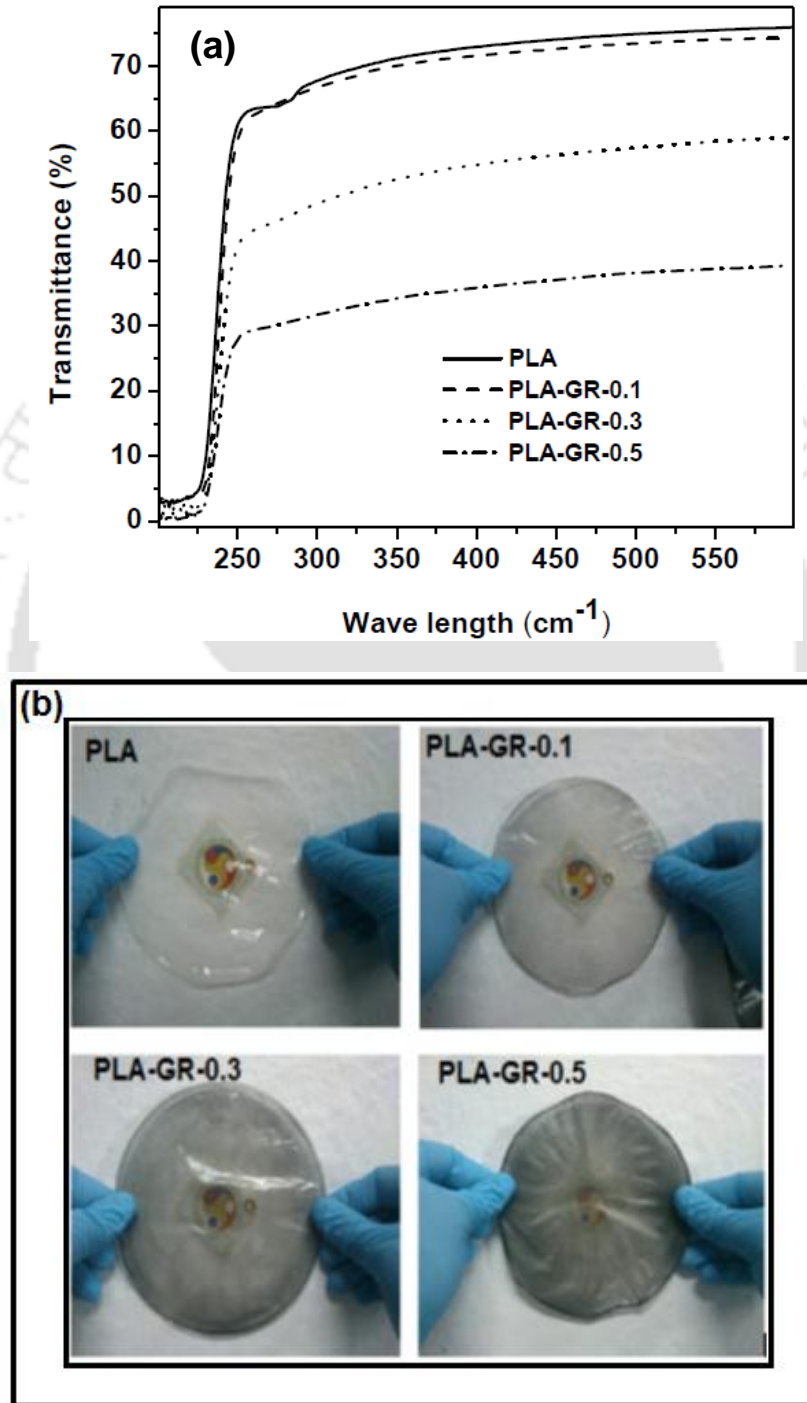 (a)
70
60
50
40
30
20
10
0
Transmittance (%)
PLA
PLA-GR-0.1
PLA-GR-0.3
PLA-GR-0.5
250 300 350 400 450 500 550
Wave length (cm⁻¹)
(b)
PLA
PLA-GR-0.1
PLA-GR-0.3
PLA-GR-0.5